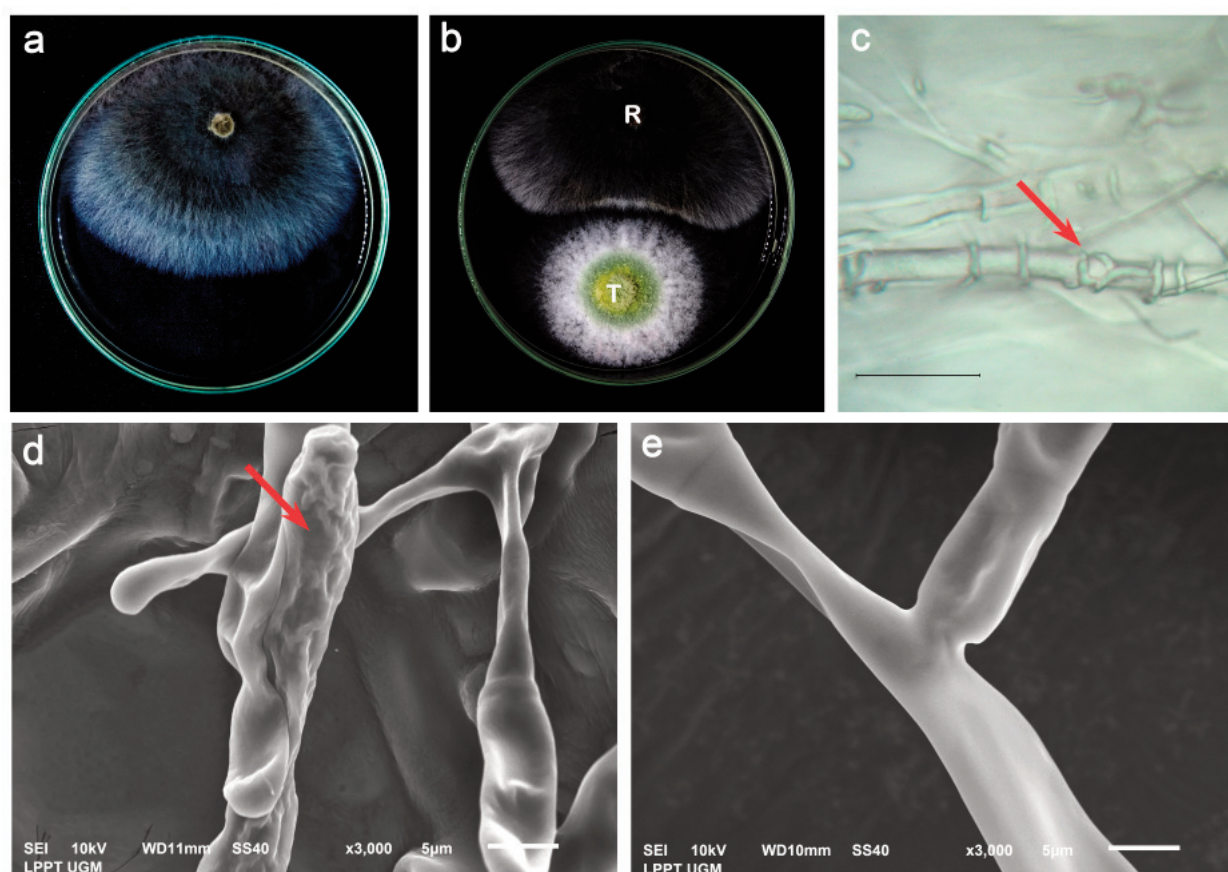 a
b
R
T
c
d
SEI 10kV WD11mm SS40 x3,000 5µm
LPPT UGM
e
SEI 10kV WD10mm SS40 x3,000 5µm
LPPT UGM